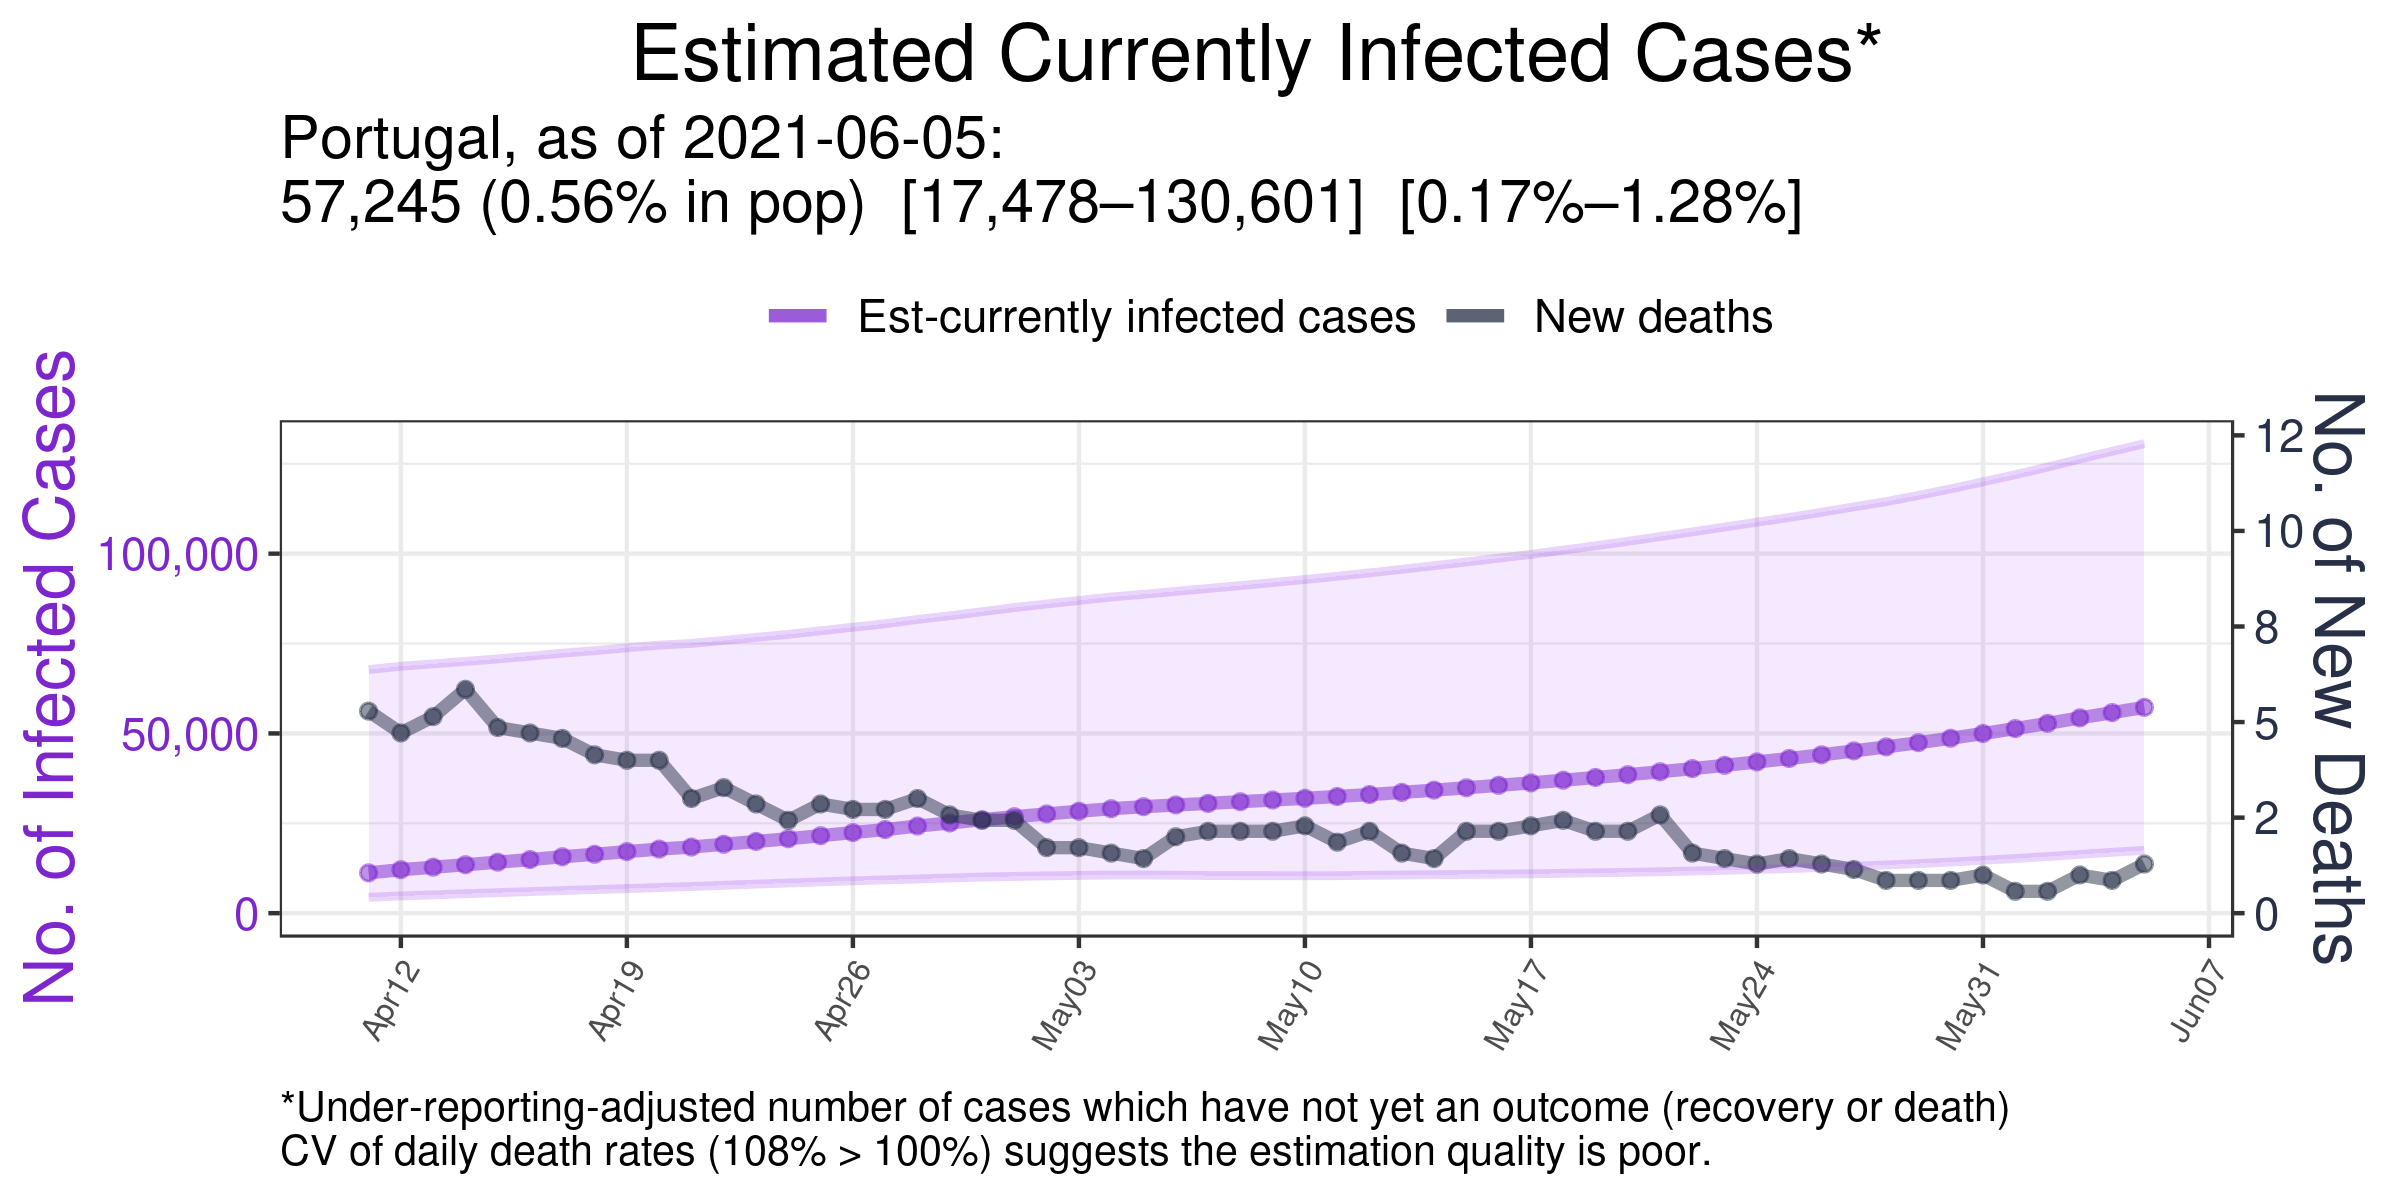 Estimated Currently Infected Cases*
Portugal, as of 2021-06-05:
57,245 (0.56% in pop) [17,478–130,601] [0.17%–1.28%]
Est-currently infected cases New deaths
No. of Infected Cases
100,000
50,000
0
12
10
8
5
2
0
No. of New Deaths
Apr12 Apr19 Apr26 May03 May10 May17 May24 May31 Jun07
*Under-reporting-adjusted number of cases which have not yet an outcome (recovery or death)
CV of daily death rates (108% > 100%) suggests the estimation quality is poor.